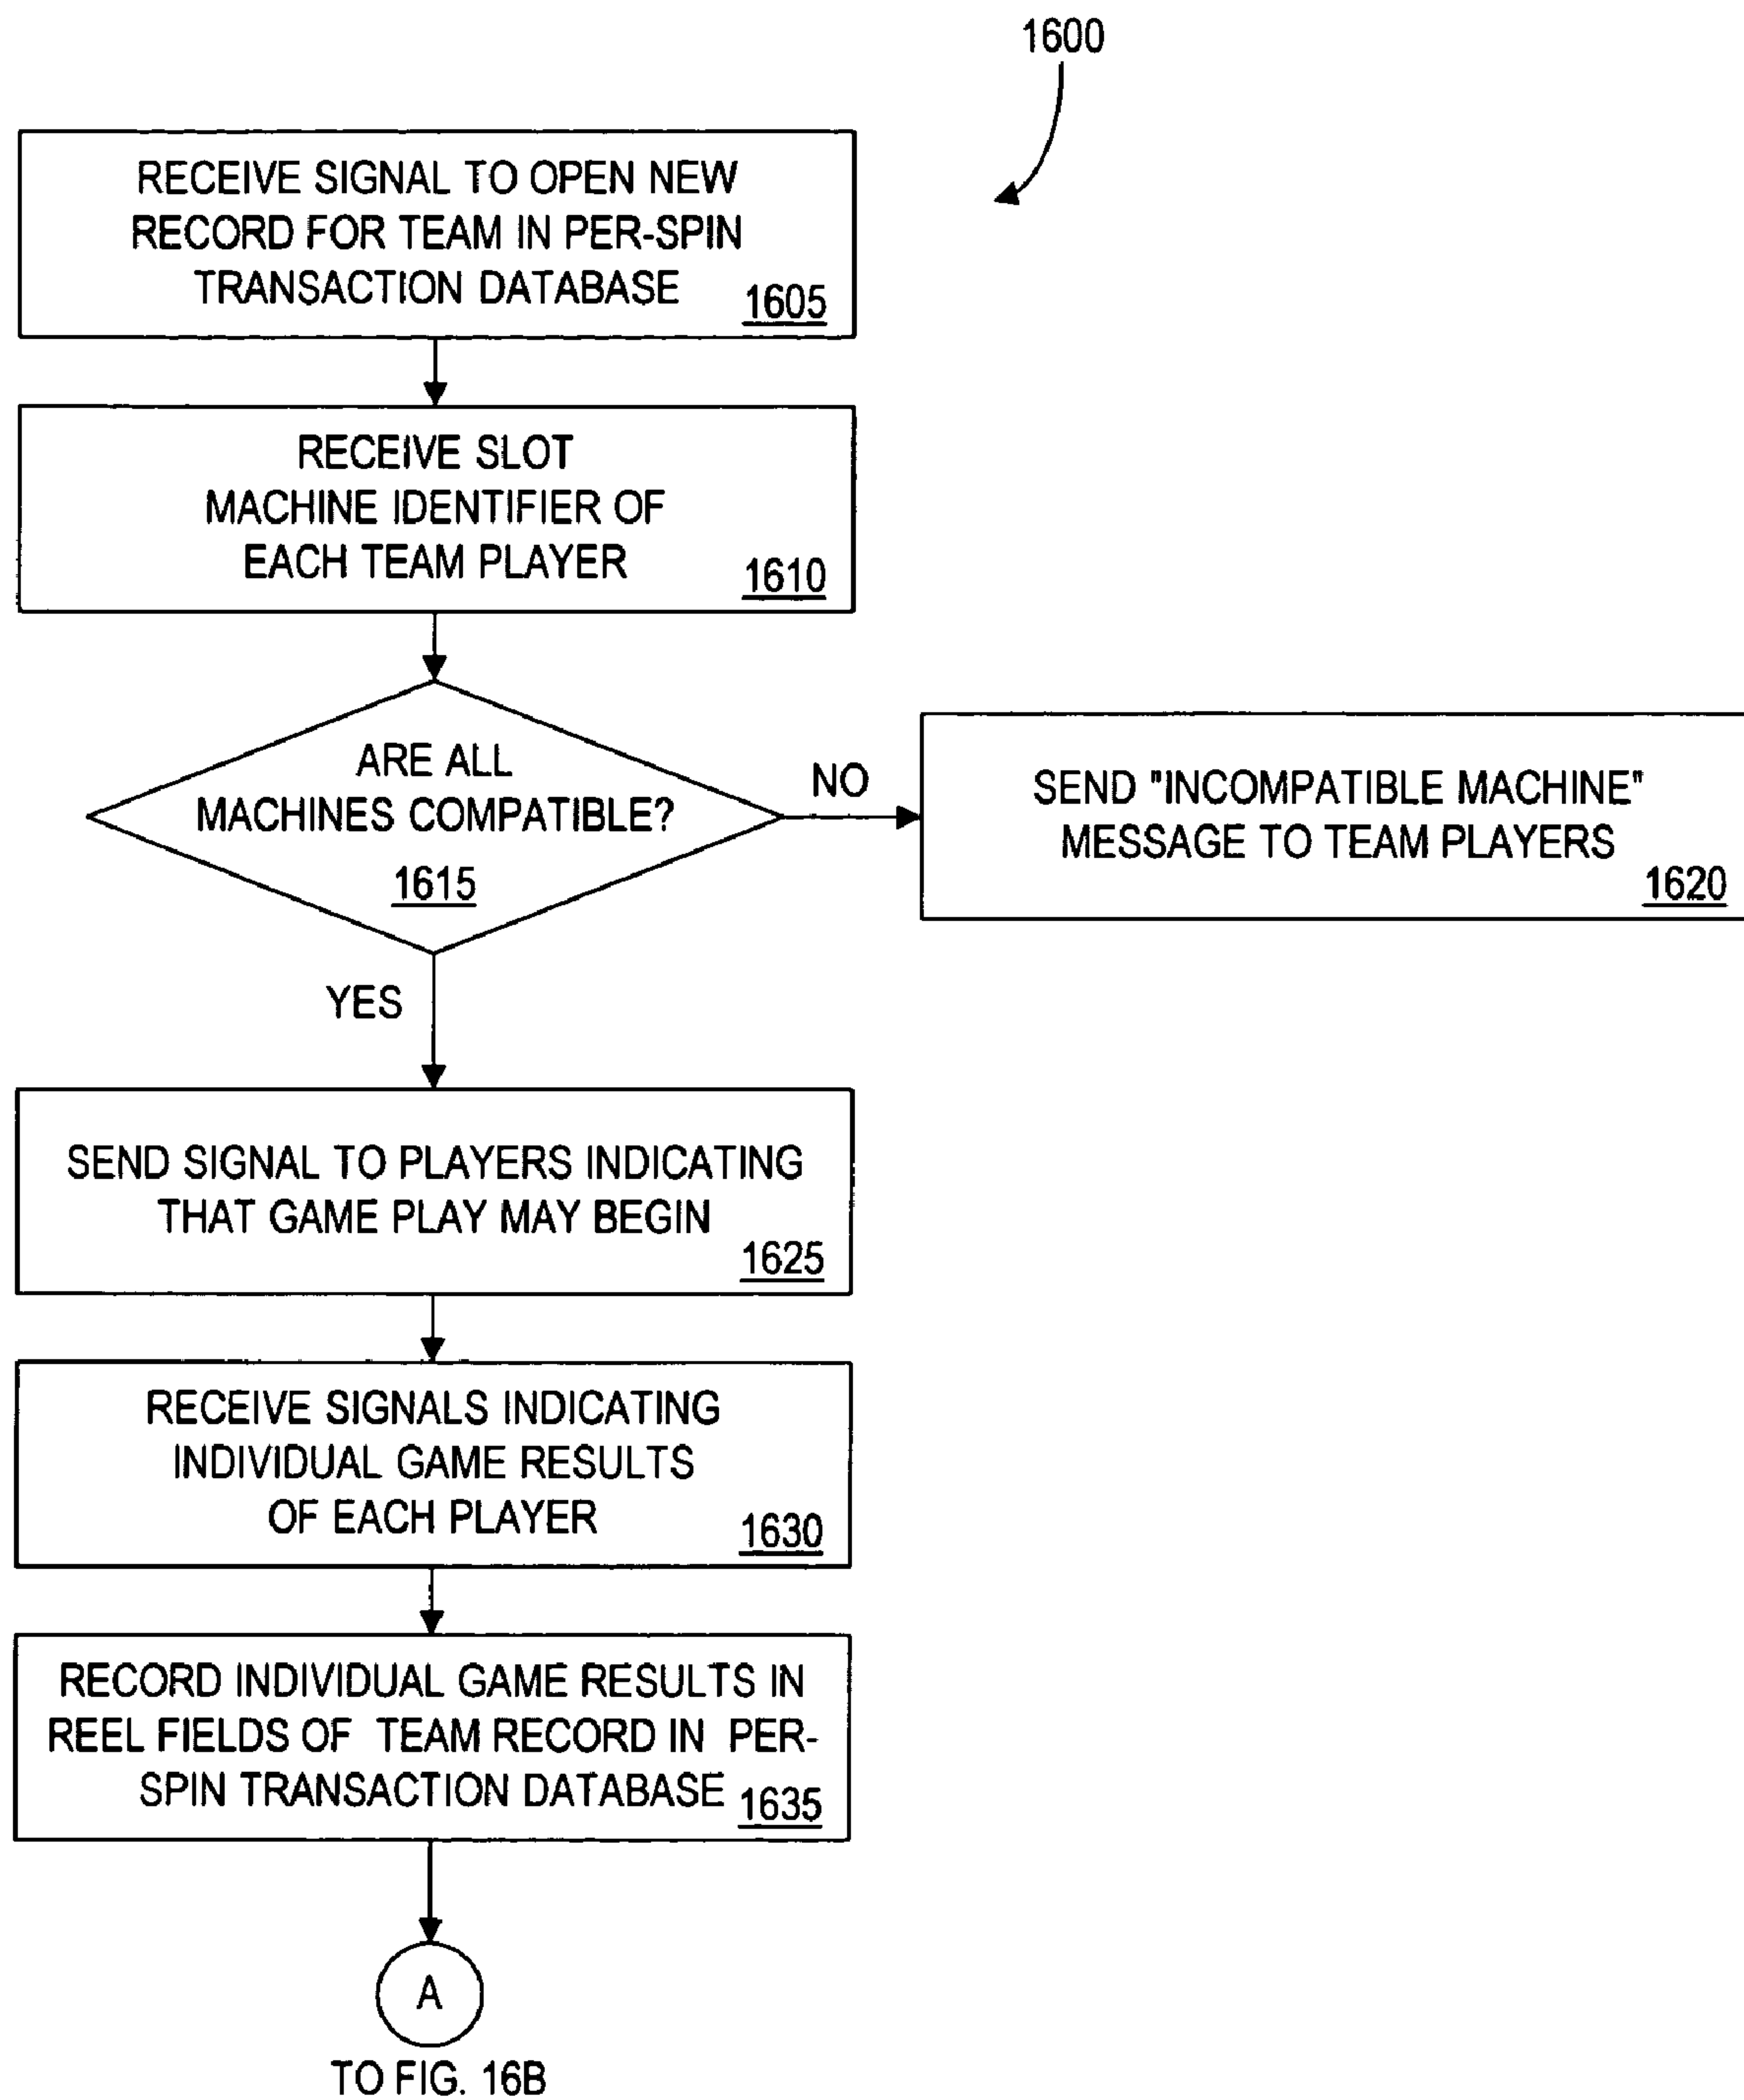 1600
RECEIVE SIGNAL TO OPEN NEW
RECORD FOR TEAM IN PER-SPIN
TRANSACTION DATABASE
1605
RECEIVE SLOT
MACHINE IDENTIFIER OF
EACH TEAM PLAYER
1610
ARE ALL
MACHINES COMPATIBLE?
1615
NO
SEND "INCOMPATIBLE MACHINE"
MESSAGE TO TEAM PLAYERS
1620
YES
SEND SIGNAL TO PLAYERS INDICATING
THAT GAME PLAY MAY BEGIN
1625
RECEIVE SIGNALS INDICATING
INDIVIDUAL GAME RESULTS
OF EACH PLAYER
1630
RECORD INDIVIDUAL GAME RESULTS IN
REEL FIELDS OF TEAM RECORD IN PER-
SPIN TRANSACTION DATABASE
1635
A
TO FIG. 16B